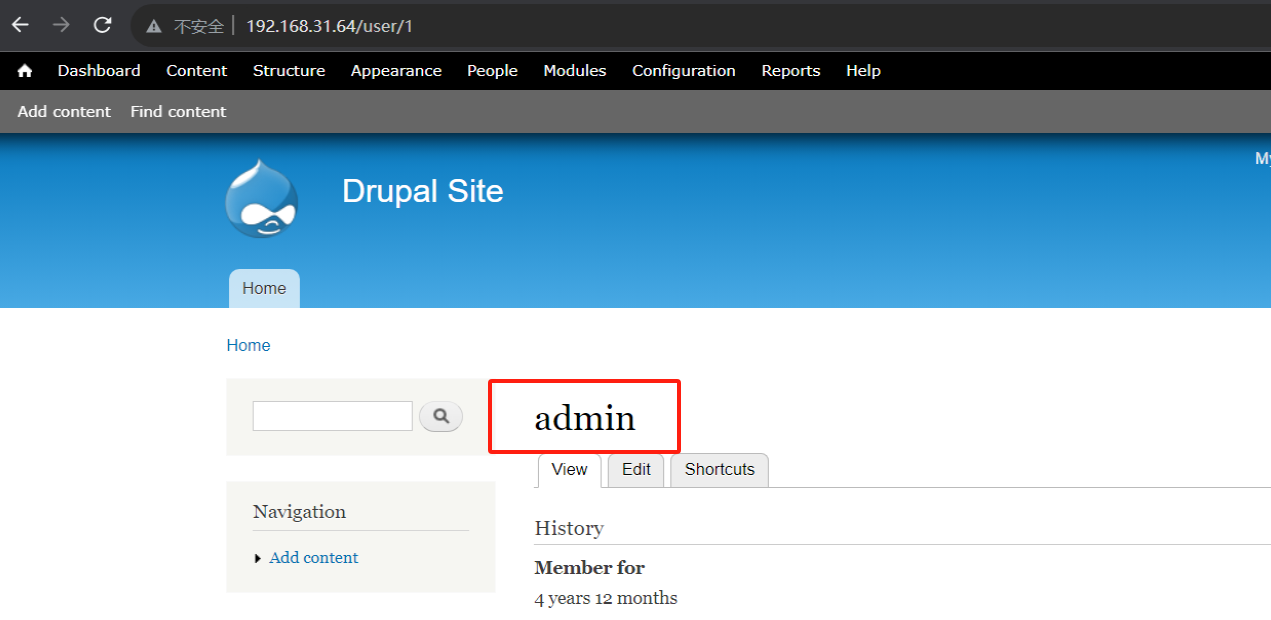 不安全 192.168.31.64/user/1
Dashboard Content Structure Appearance People Modules Configuration Reports Help
Add content Find content
Drupal Site
Home
Home
admin
View Edit Shortcuts
Navigation
Add content
History
Member for
4 years 12 months